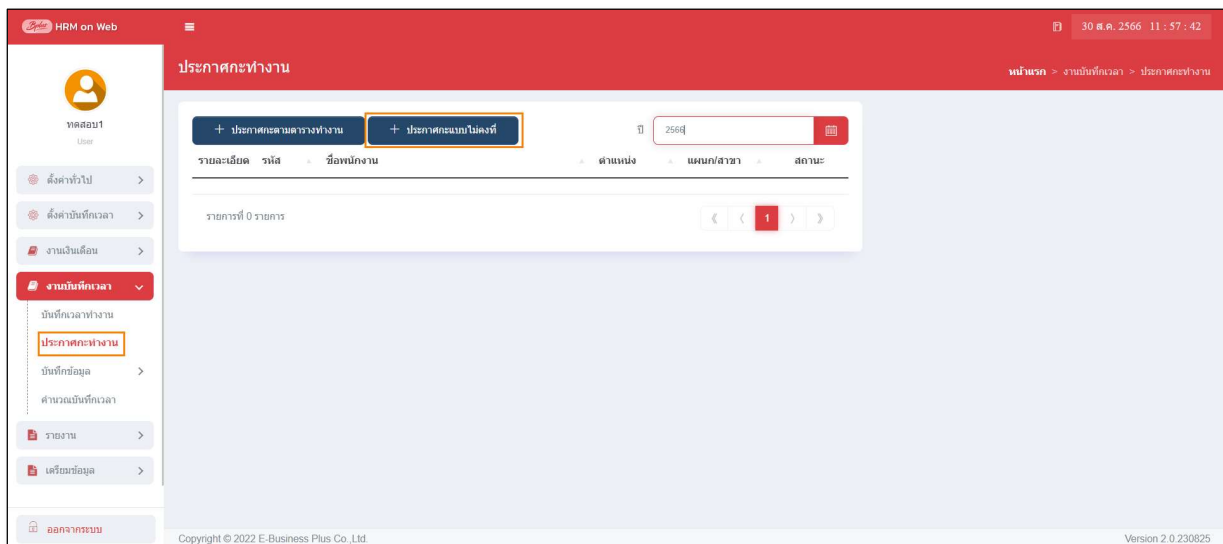 Bplus HRM on Web
30 ส.ค. 2566 11 : 57 : 42
ประกาศกะทำงาน
หน้าแรก > งานบันทึกเวลา > ประกาศกะทำงาน
ทดสอบ1
User
+ ประกาศกะตามตารางทำงาน
+ ประกาศกะแบบไม่คงที่
ปี 2566
รายละเอียด รหัส ชื่อพนักงาน ตำแหน่ง แผนก/สาขา สถานะ
รายการที่ 0 รายการ
《 〈 1 〉 》
ตั้งค่าทั่วไป
ตั้งค่าบันทึกเวลา
งานเงินเดือน
งานบันทึกเวลา
บันทึกเวลาทำงาน
ประกาศกะทำงาน
บันทึกข้อมูล
คำนวณบันทึกเวลา
รายงาน
เตรียมข้อมูล
ออกจากระบบ
Copyright © 2022 E-Business Plus Co.,Ltd.
Version 2.0.230825